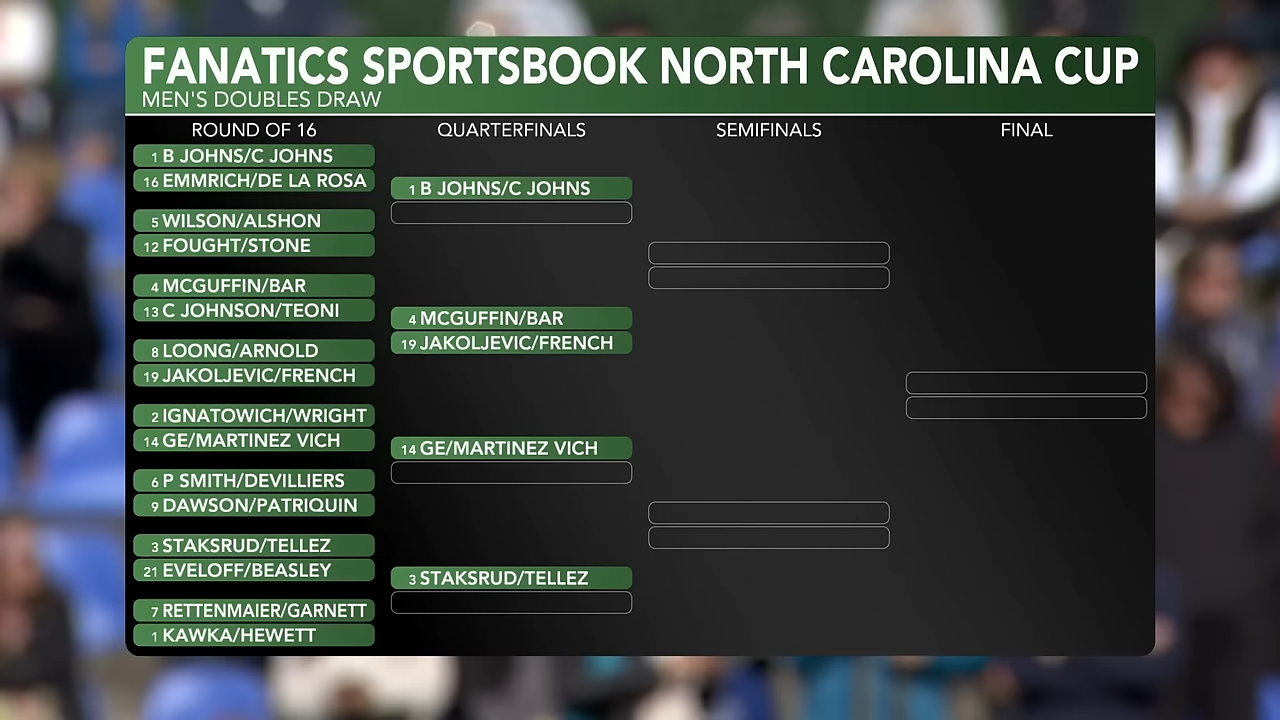 FANATICS SPORTSBOOK NORTH CAROLINA CUP
MEN'S DOUBLES DRAW
ROUND OF 16
1 B JOHNS/C JOHNS
16 EMMRICH/DE LA ROSA
5 WILSON/ALSHON
12 FOUGHT/STONE
4 MCGUFFIN/BAR
13 C JOHNSON/TEONI
8 LOONG/ARNOLD
19 JAKOLJEVIC/FRENCH
2 IGNATOWICH/WRIGHT
14 GE/MARTINEZ VICH
6 P SMITH/DEVILLIERS
9 DAWSON/PATRIQUIN
3 STAKSRUD/TELLEZ
21 EVELOFF/BEASLEY
7 RETTENMAIER/GARNETT
1 KAWKA/HEWETT
QUARTERFINALS
1 B JOHNS/C JOHNS
4 MCGUFFIN/BAR
19 JAKOLJEVIC/FRENCH
14 GE/MARTINEZ VICH
3 STAKSRUD/TELLEZ
SEMIFINALS
FINAL